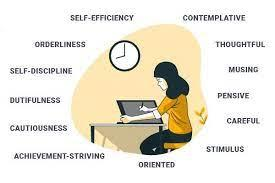 SELF-EFFICIENCY
CONTEMPLATIVE
ORDERLINESS
THOUGHTFUL
SELF-DISCIPLINE
MUSING
DUTIFULNESS
PENSIVE
CAUTIOUSNESS
CAREFUL
ACHIEVEMENT-STRIVING
STIMULUS
ORIENTED